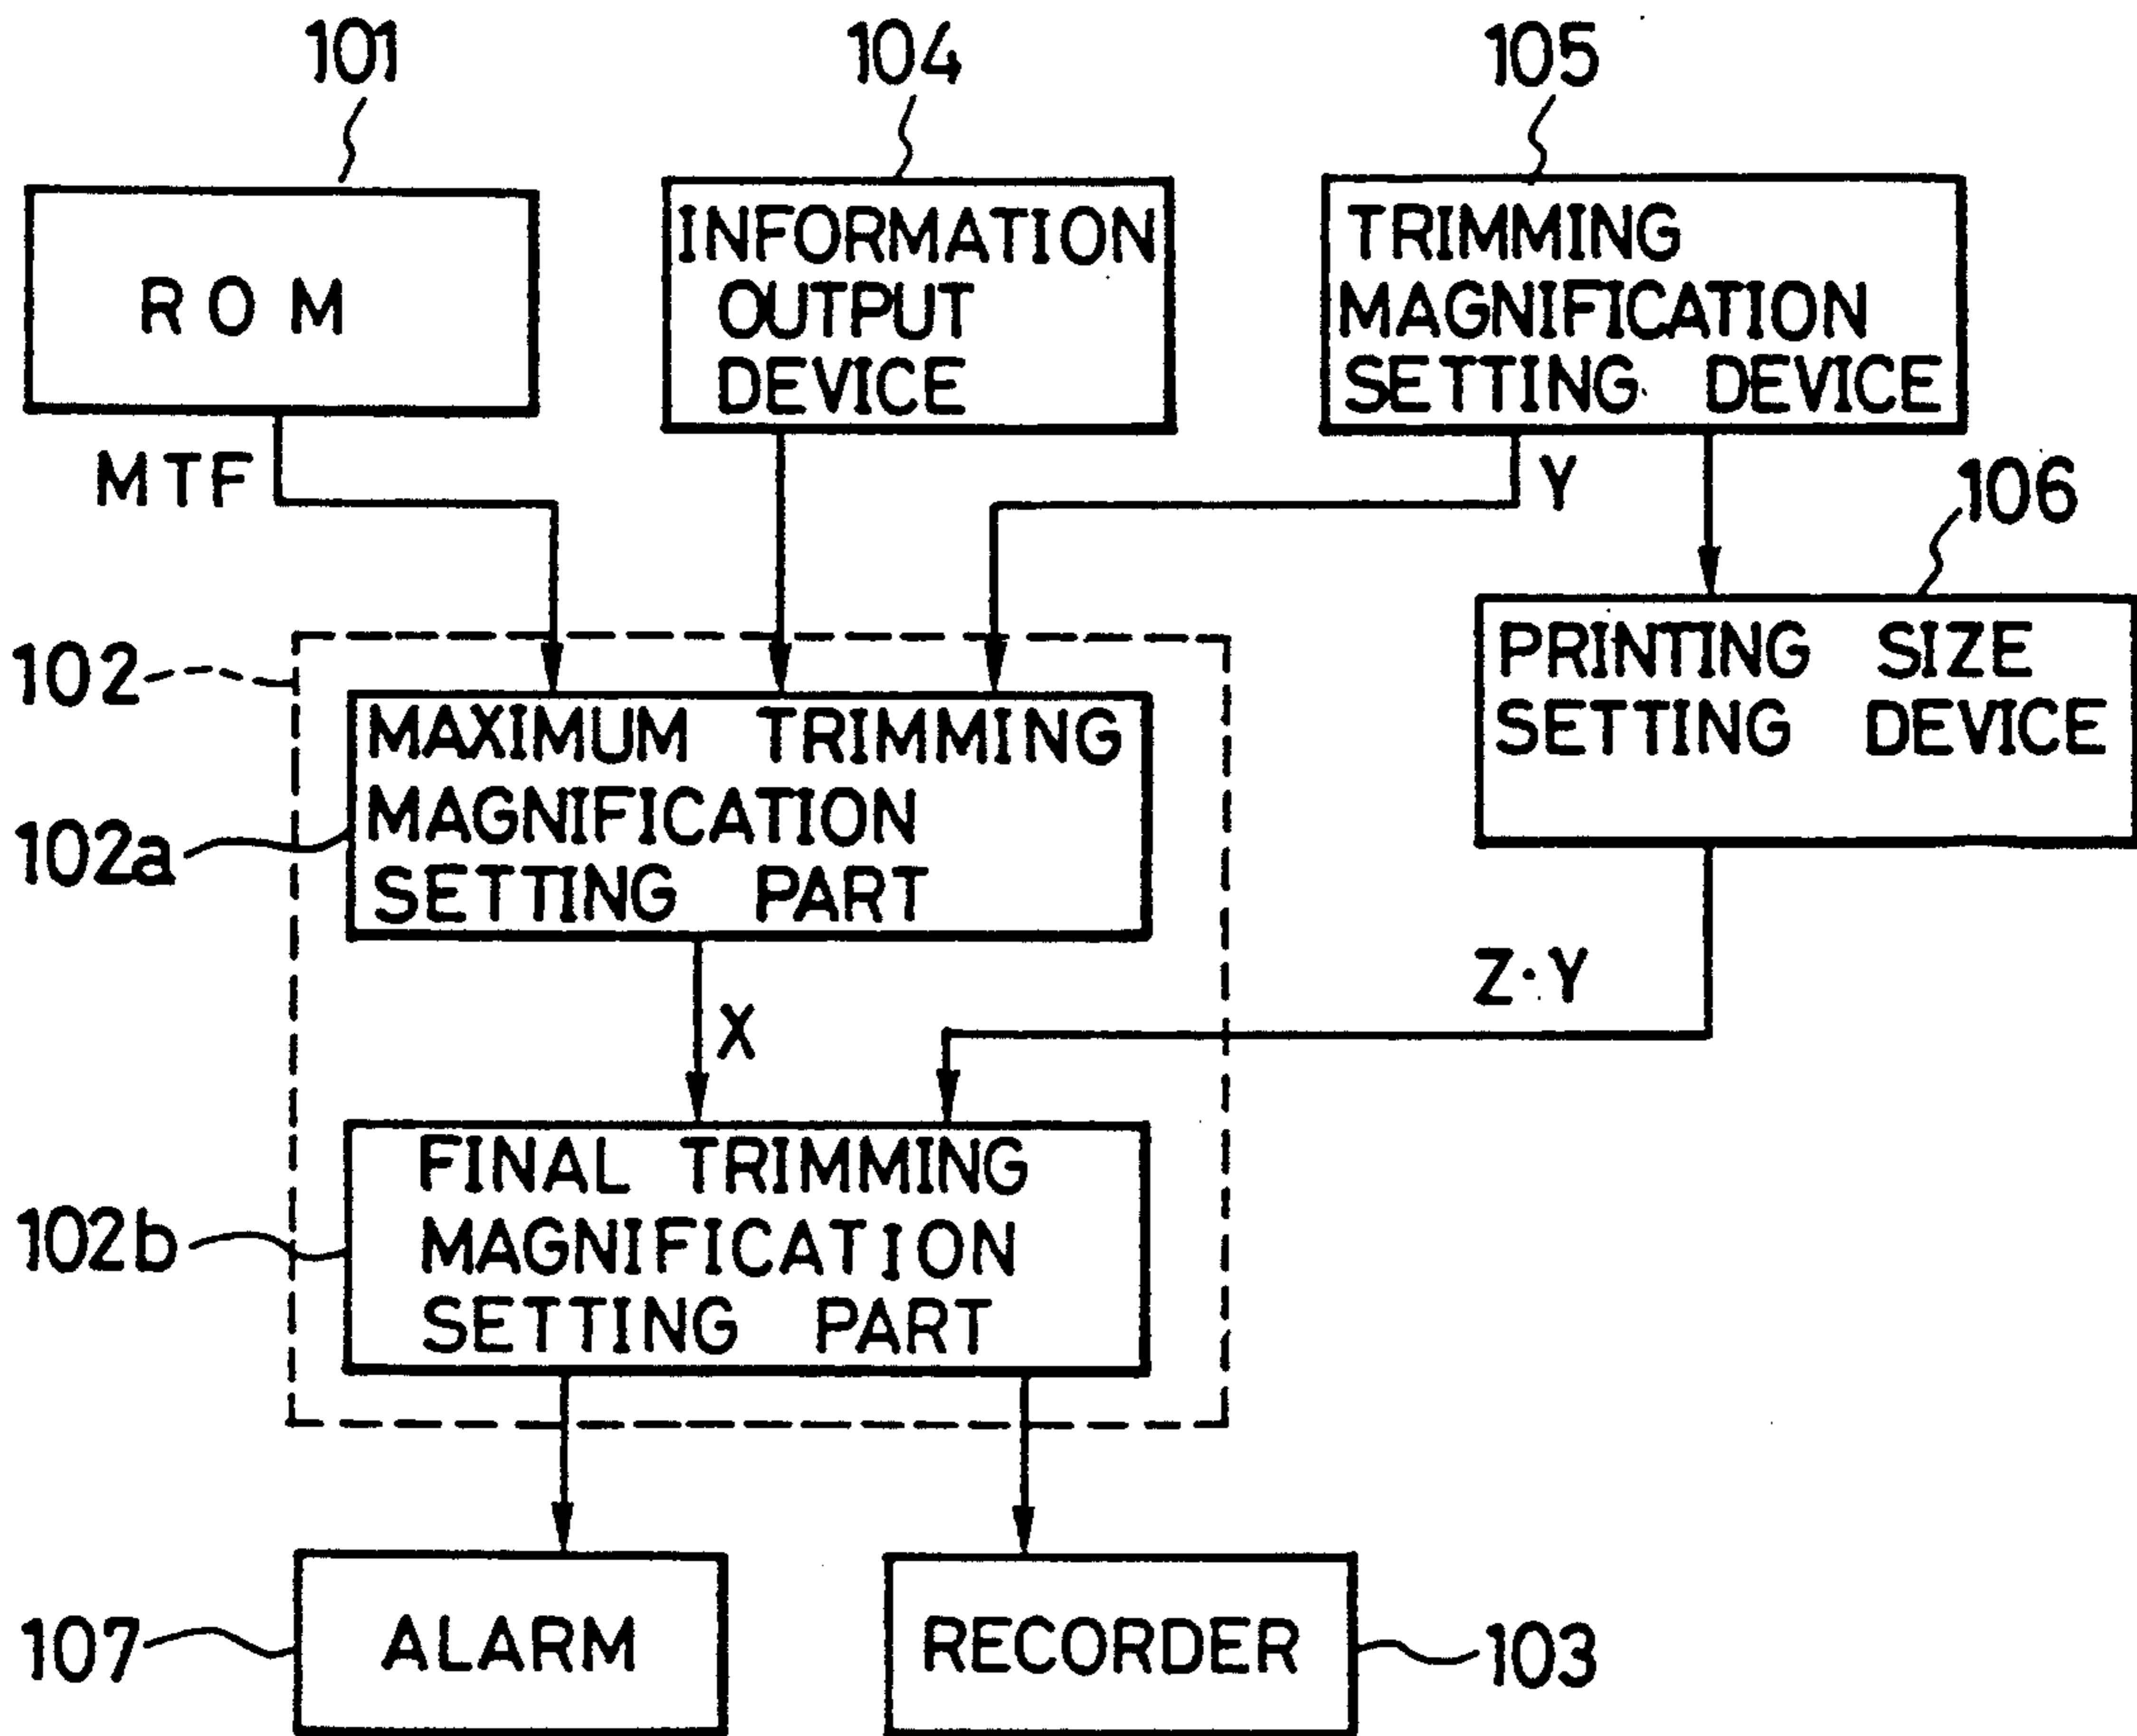 101
104
105
ROM
INFORMATION
OUTPUT
DEVICE
TRIMMING
MAGNIFICATION
SETTING DEVICE
MTF
Y
106
102
PRINTING SIZE
SETTING DEVICE
MAXIMUM TRIMMING
MAGNIFICATION
SETTING PART
102a
X
Z·Y
FINAL TRIMMING
MAGNIFICATION
SETTING PART
102b
107
ALARM
RECORDER
103